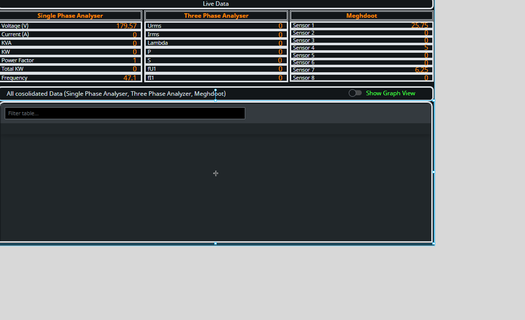 Live Data
Single Phase Analyser
Voltage (V) 179.57
Current (A) 0
KVA 0
KW 0
Power Factor 1
Total KW 0
Frequency 47.1
Three Phase Analyser
Urms 0
Irms 0
Lambda 0
P 0
S 0
fU1 0
fI1 0
Meghdoot
Sensor 1 25.75
Sensor 2 0
Sensor 3 0
Sensor 4 5
Sensor 5 0
Sensor 6 0
Sensor 7 6.25
Sensor 8 0
All cosolidated Data (Single Phase Analyser, Three Phase Analyzer, Meghdoot)
Show Graph View
Filter table...